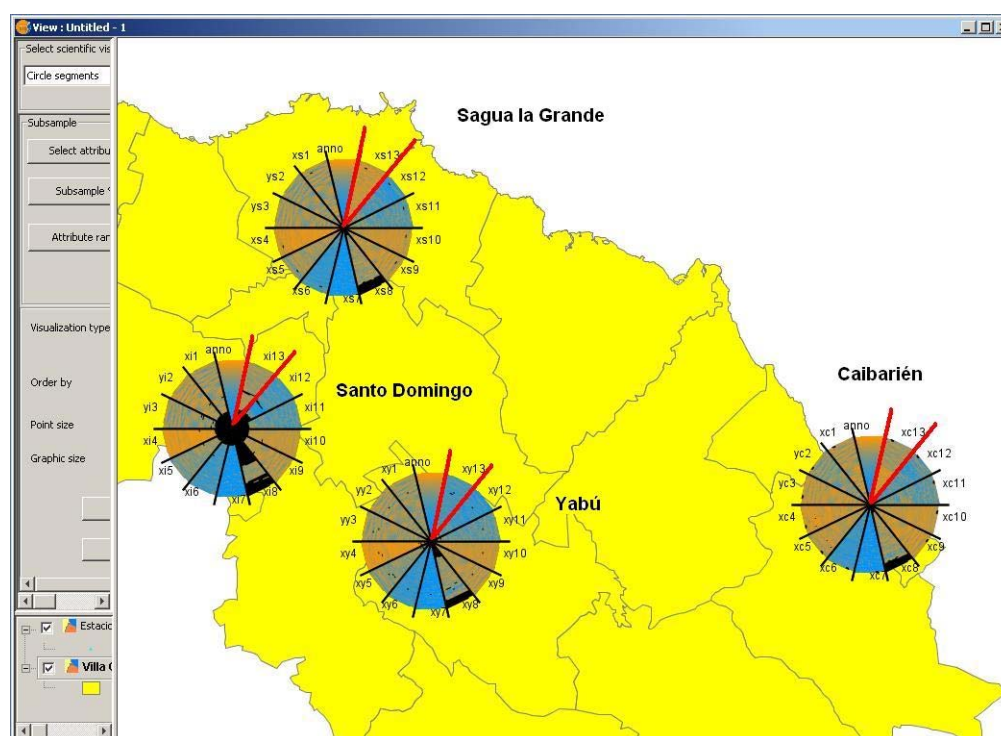 View : Untitled - 1
Select scientific vis
Circle segments
Subsample
Select attribu
Subsample
Attribute rar
Visualization type
Order by
Point size
Graphic size
Estacio
Villa
Sagua la Grande
anno
xs1
ys2
ys3
xs4
xs5
xs6
xs7
xs8
xs9
xs10
xs11
xs12
xs13
Santo Domingo
anno
xi1
yi2
yi3
xi4
xi5
xi6
xi7
xi8
xi9
xi10
xi11
xi12
xi13
Yabú
anno
xy1
yy2
yy3
xy4
xy5
xy6
xy7
xy8
xy9
xy10
xy11
xy12
xy13
Caibarién
anno
xc1
yc2
yc3
xc4
xc5
xc6
xc7
xc8
xc9
xc10
xc11
xc12
xc13